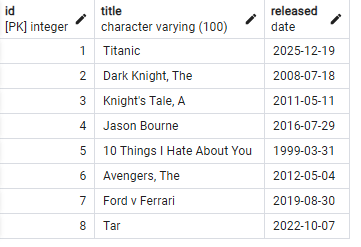 id title released
[PK] integer character varying (100) date
1 Titanic 2025-12-19
2 Dark Knight, The 2008-07-18
3 Knight's Tale, A 2011-05-11
4 Jason Bourne 2016-07-29
5 10 Things I Hate About You 1999-03-31
6 Avengers, The 2012-05-04
7 Ford v Ferrari 2019-08-30
8 Tar 2022-10-07